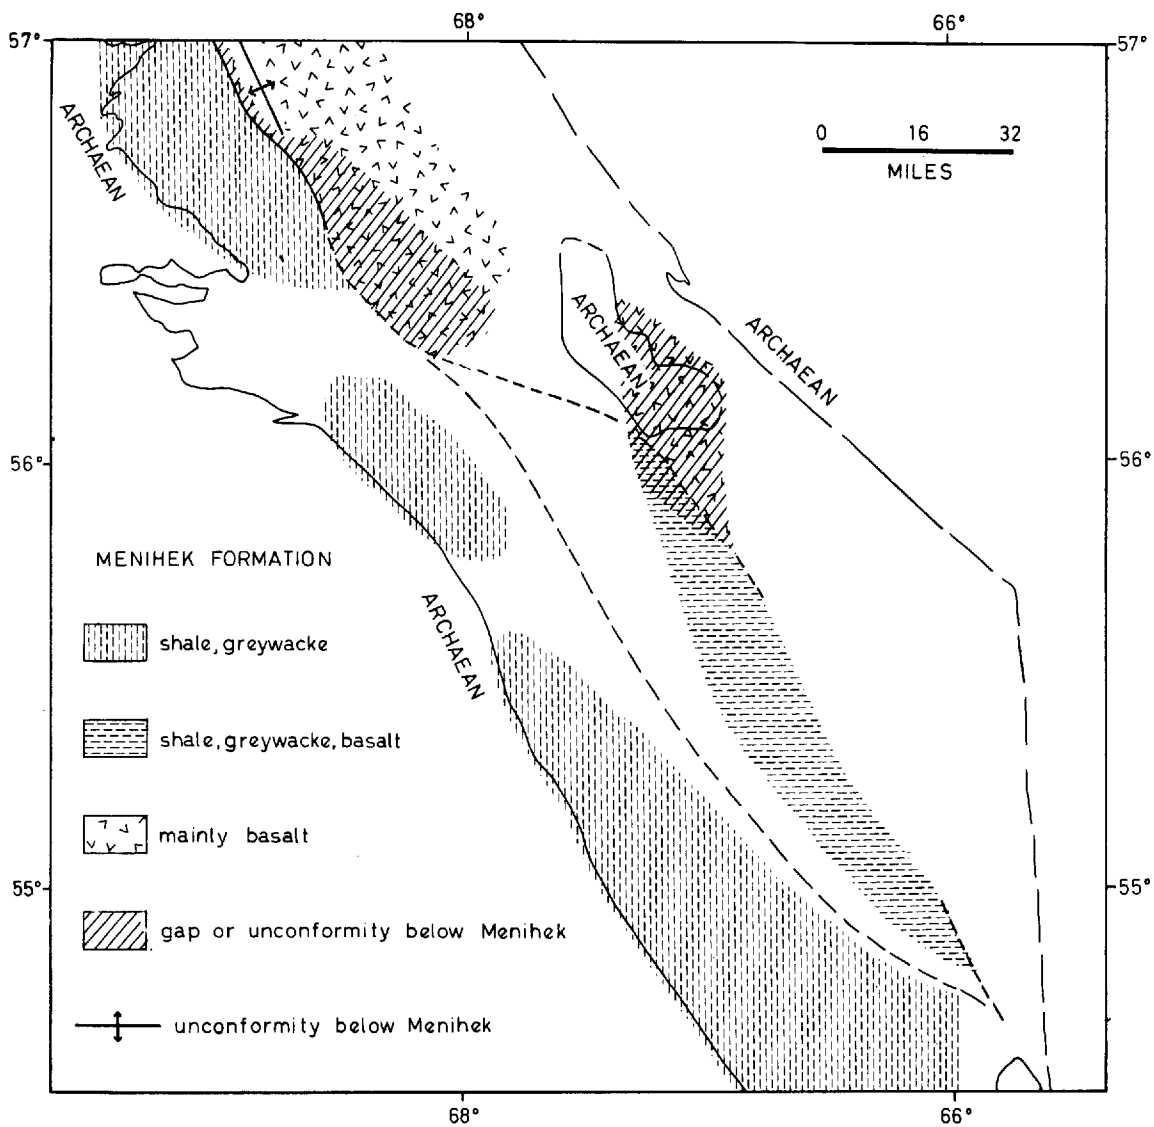 68° 66°
57° 57°
ARCHAEAN
0 16 32
MILES
ARCHAEAN
ARCHAEAN
56° 56°
MENIHEK FORMATION
ARCHAEAN
shale, greywacke
shale, greywacke, basalt
mainly basalt
55° 55°
gap or unconformity below Menihek
unconformity below Menihek
68° 66°